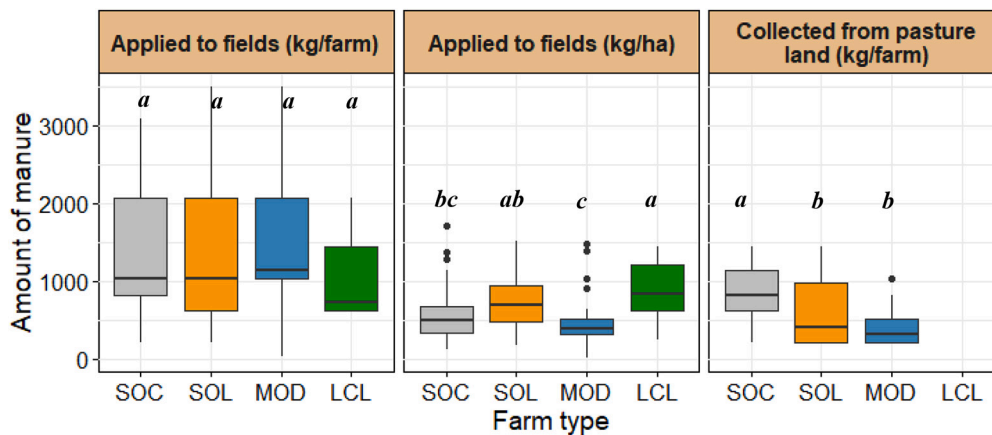 Applied to fields (kg/farm)
Applied to fields (kg/ha)
Collected from pasture
land (kg/farm)
Amount of manure
3000
2000
1000
0
a a a a
bc ab c a
a b b
SOC SOL MOD LCL
SOC SOL MOD LCL
SOC SOL MOD LCL
Farm type